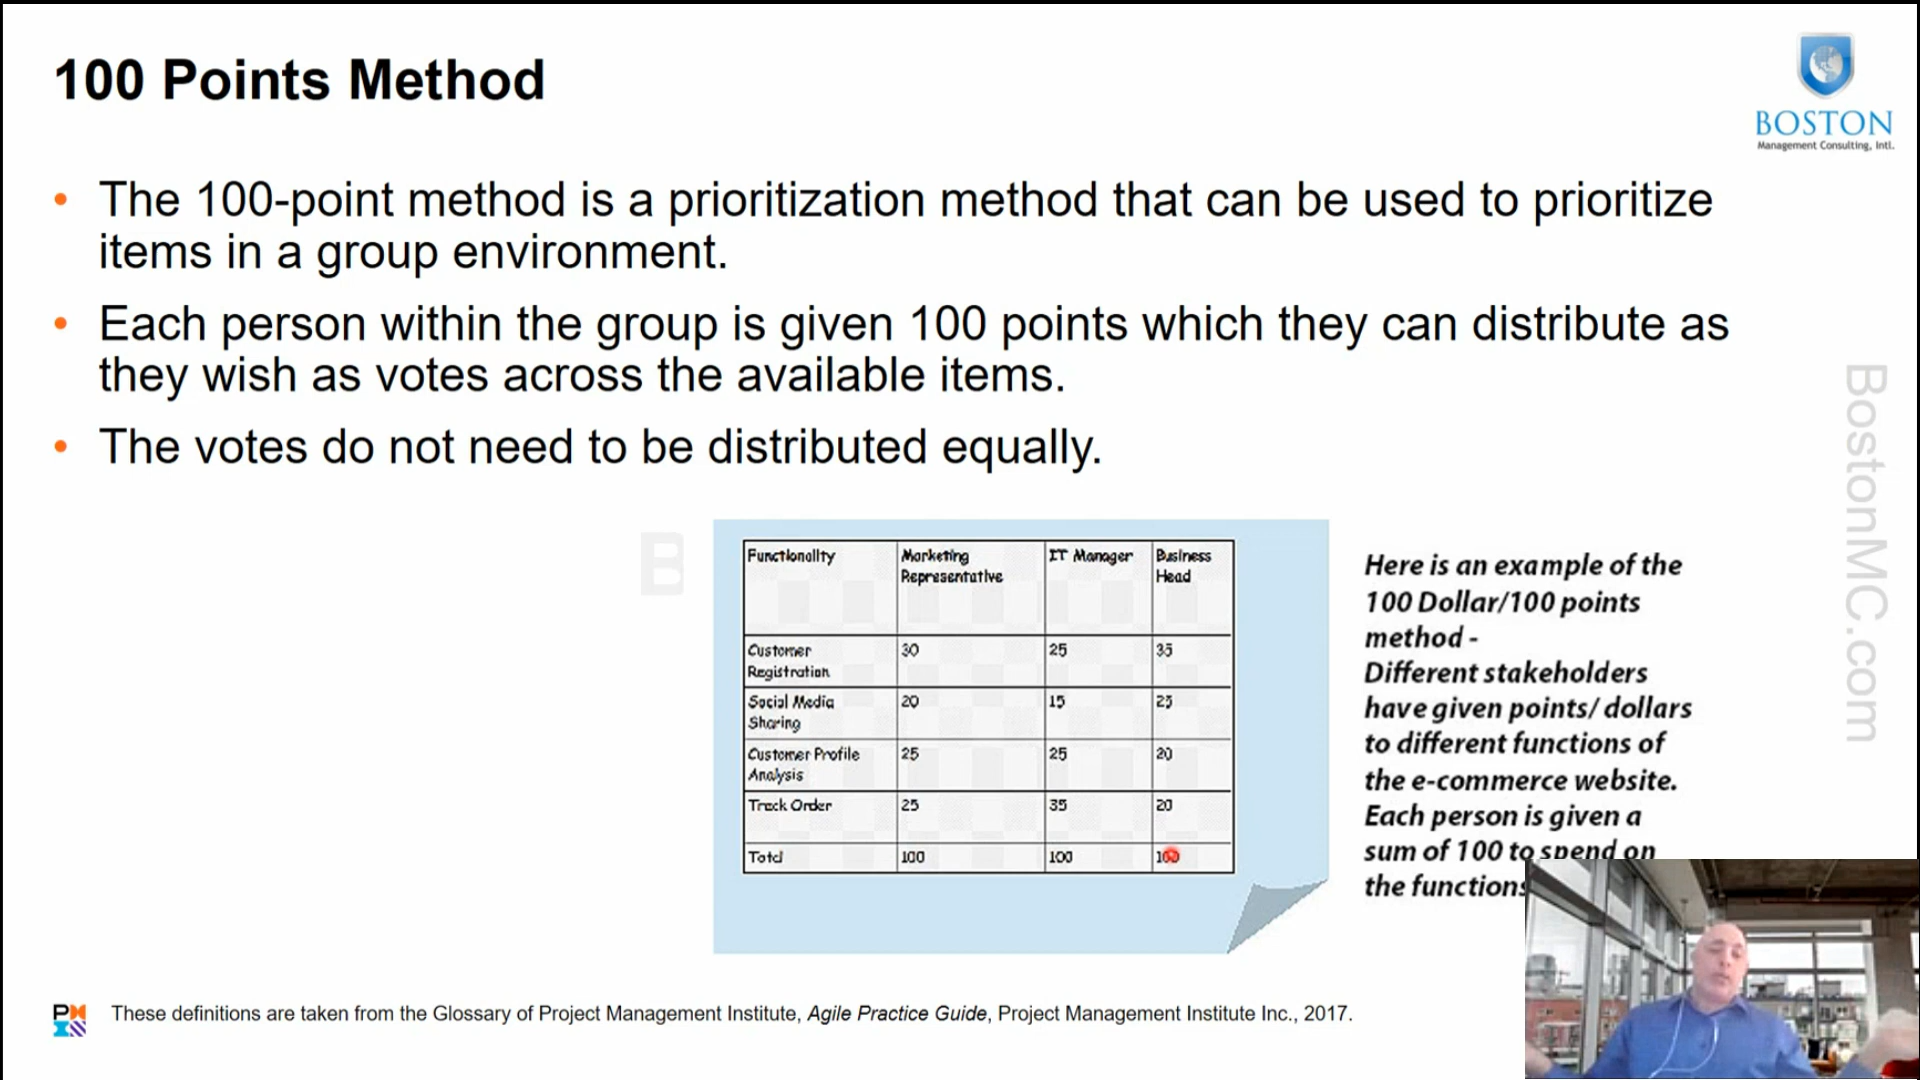 100 Points Method
BOSTON
Management Consulting, Intl.
• The 100-point method is a prioritization method that can be used to prioritize
items in a group environment.
• Each person within the group is given 100 points which they can distribute as
they wish as votes across the available items.
• The votes do not need to be distributed equally.
B
Functionality Marketing IT Manager Business
Representative Head
Customer 30 25 35
Registration
Social Media 20 15 25
Sharing
Customer Profile 25 25 20
Analysis
Track Order 25 35 20
Total 100 100 100
Here is an example of the
100 Dollar/100 points
method -
Different stakeholders
have given points/ dollars
to different functions of
the e-commerce website.
Each person is given a
sum of 100 to spend on
the functions
BostonMC.com
These definitions are taken from the Glossary of Project Management Institute, Agile Practice Guide, Project Management Institute Inc., 2017.